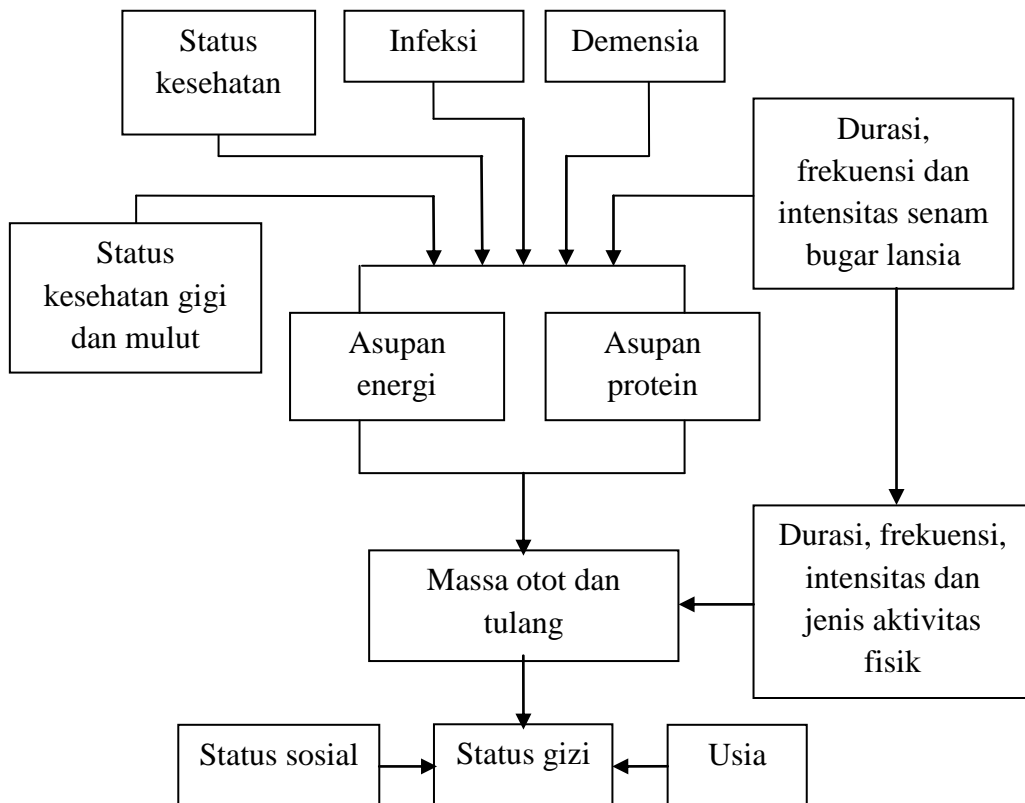 Status
kesehatan
Infeksi
Demensia
Durasi,
frekuensi dan
intensitas senam
bugar lansia
Status
kesehatan gigi
dan mulut
Asupan
energi
Asupan
protein
Massa otot dan
tulang
Durasi, frekuensi,
intensitas dan
jenis aktivitas
fisik
Status sosial
Status gizi
Usia